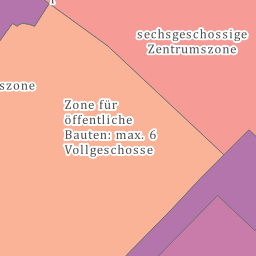 sechsgeschossige
Zentrumszone
szone
Zone für
öffentliche
Bauten: max. 6
Vollgeschosse